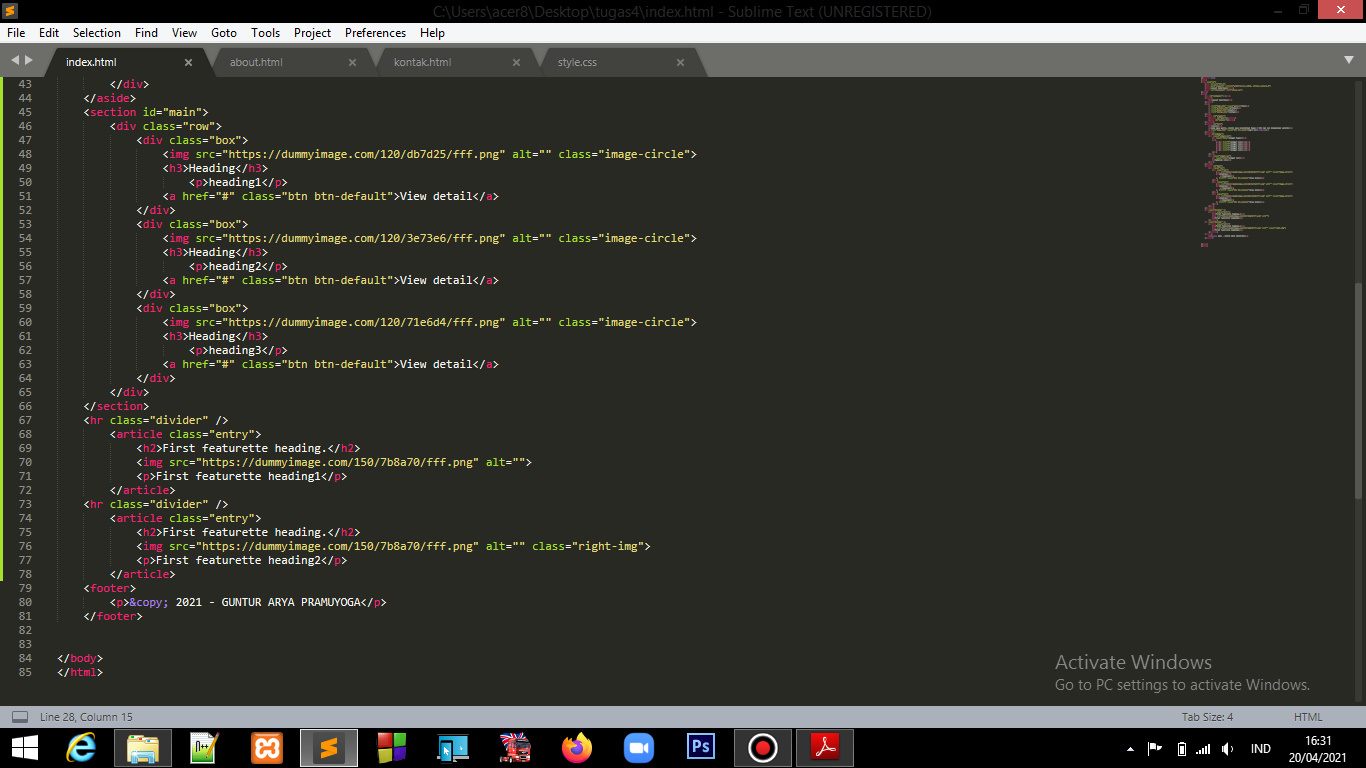 C:\Users\acer8\Desktop\tugas4\index.html - Sublime Text (UNREGISTERED)
File Edit Selection Find View Goto Tools Project Preferences Help
index.html about.html kontak.html style.css
43 </div>
44 </aside>
45 <section id="main">
46 <div class="row">
47 <div class="box">
48 <img src="https://dummyimage.com/120/db7d25/fff.png" alt="" class="image-circle">
49 <h3>Heading</h3>
50 <p>heading1</p>
51 <a href="#" class="btn btn-default">View detail</a>
52 </div>
53 <div class="box">
54 <img src="https://dummyimage.com/120/3e73e6/fff.png" alt="" class="image-circle">
55 <h3>Heading</h3>
56 <p>heading2</p>
57 <a href="#" class="btn btn-default">View detail</a>
58 </div>
59 <div class="box">
60 <img src="https://dummyimage.com/120/71e6d4/fff.png" alt="" class="image-circle">
61 <h3>Heading</h3>
62 <p>heading3</p>
63 <a href="#" class="btn btn-default">View detail</a>
64 </div>
65 </div>
66 </section>
67 <hr class="divider" />
68 <article class="entry">
69 <h2>First featurette heading.</h2>
70 <img src="https://dummyimage.com/150/7b8a70/fff.png" alt="">
71 <p>First featurette heading1</p>
72 </article>
73 <hr class="divider" />
74 <article class="entry">
75 <h2>First featurette heading.</h2>
76 <img src="https://dummyimage.com/150/7b8a70/fff.png" alt="" class="right-img">
77 <p>First featurette heading2</p>
78 </article>
79 <footer>
80 <p>&copy; 2021 - GUNTUR ARYA PRAMUYOGA</p>
81 </footer>
82
83
84 </body>
85 </html>
Activate Windows
Go to PC settings to activate Windows.
Line 28, Column 15 Tab Size: 4 HTML
Ps
IND
16:31
20/04/2021